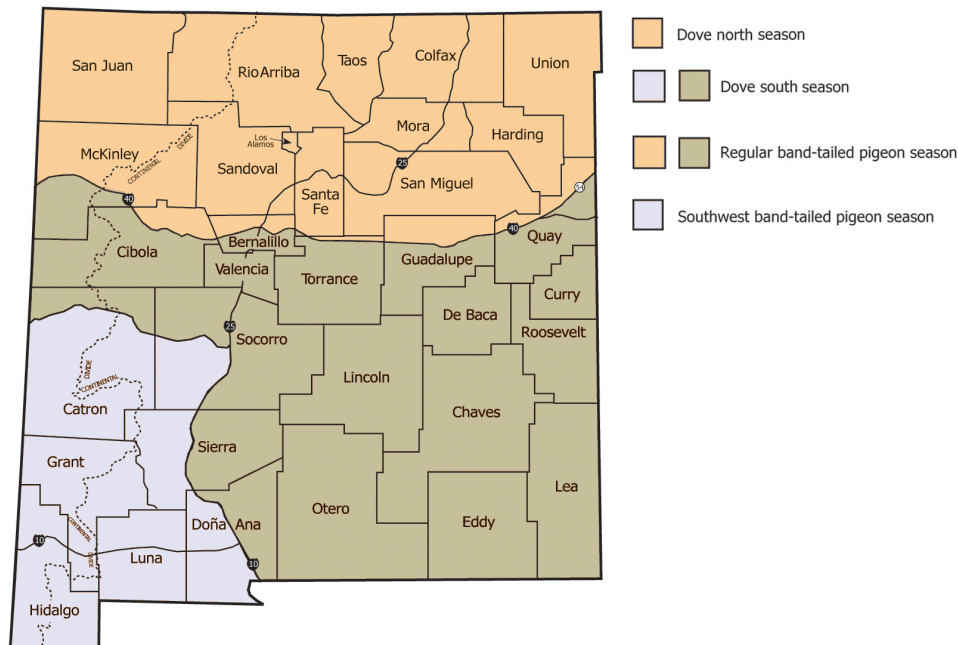 San Juan
Rio Arriba
Taos
Colfax
Union
Dove north season
Dove south season
Regular band-tailed pigeon season
Southwest band-tailed pigeon season
McKinley
CONTINENTAL
DIVIDE
Los
Alamos
Sandoval
Mora
Harding
25
San Miguel
Santa
Fe
54
40
40
Quay
Bernalillo
Cibola
Valencia
Torrance
Guadalupe
Curry
De Baca
Roosevelt
25
Socorro
Lincoln
DIVIDE
CONTINENTAL
Catron
Chaves
Sierra
Grant
Lea
Otero
Eddy
Doña Ana
CONTINENTAL
DIVIDE
10
Luna
10
Hidalgo